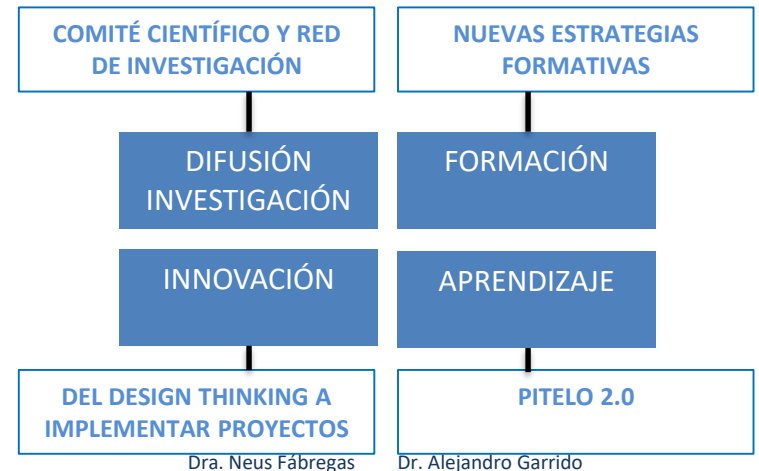 COMITÉ CIENTÍFICO Y RED
DE INVESTIGACIÓN
NUEVAS ESTRATEGIAS
FORMATIVAS
DIFUSIÓN
INVESTIGACIÓN
FORMACIÓN
INNOVACIÓN
APRENDIZAJE
DEL DESIGN THINKING A
IMPLEMENTAR PROYECTOS
PITELO 2.0
Dra. Neus Fábregas
Dr. Alejandro Garrido